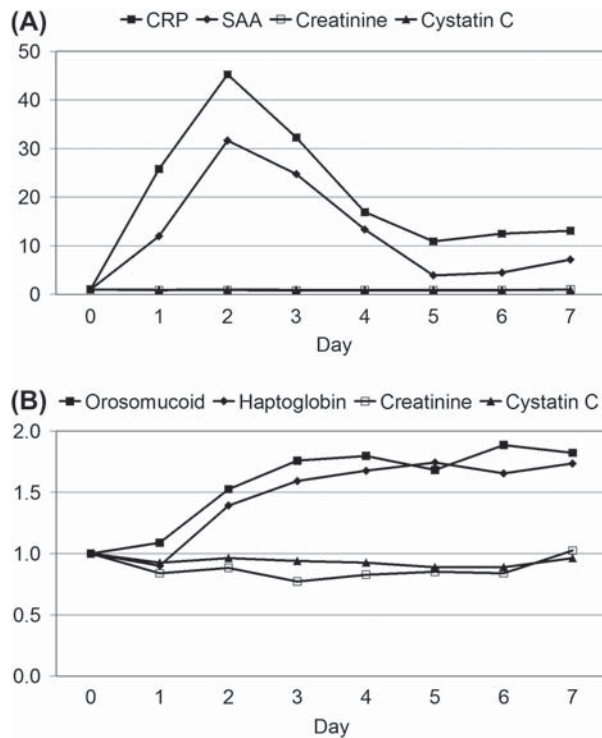 (A)
CRP SAA Creatinine Cystatin C
50
40
30
20
10
0
0 1 2 3 4 5 6 7
Day
(B)
Orosomucoid Haptoglobin Creatinine Cystatin C
2.0
1.5
1.0
0.5
0.0
0 1 2 3 4 5 6 7
Day